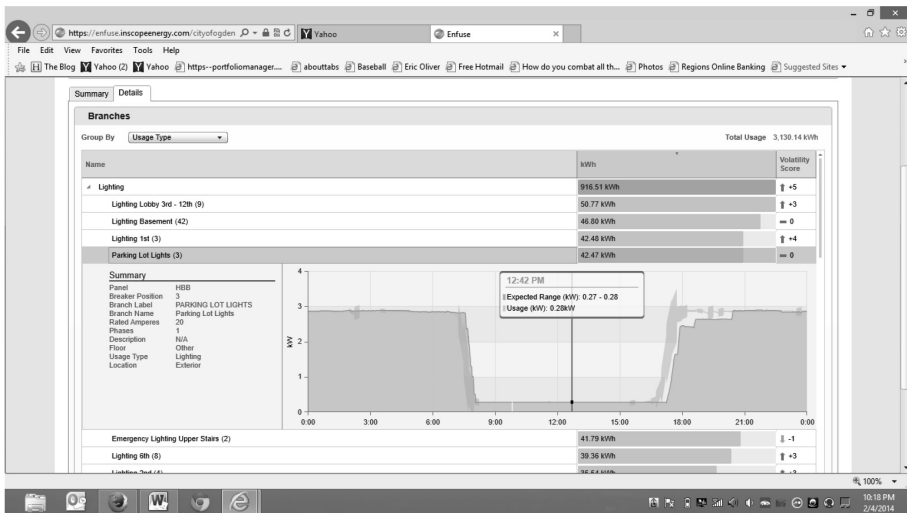 https://enfuse.inscopeenergy.com/cityofogden
Yahoo
Enfuse
File Edit View Favorites Tools Help
The Blog Yahoo (2) Yahoo https--portfoliomanager.... abouttabs Baseball Eric Oliver Free Hotmail How do you combat all th... Photos Regions Online Banking Suggested Sites
Summary Details
Branches
Group By Usage Type Total Usage 3,130.14 kWh
Name kWh Volatility Score
Lighting 916.51 kWh +5
Lighting Lobby 3rd - 12th (9) 50.77 kWh +3
Lighting Basement (42) 46.80 kWh 0
Lighting 1st (3) 42.48 kWh +4
Parking Lot Lights (3) 42.47 kWh 0
Summary
Panel HBB
Breaker Position 3
Branch Label PARKING LOT LIGHTS
Branch Name Parking Lot Lights
Rated Amperes 20
Phases 1
Description N/A
Floor Other
Usage Type Lighting
Location Exterior
kW
4
3
2
1
0
12:42 PM
Expected Range (kW): 0.27 - 0.28
Usage (kW): 0.28kW
0:00 3:00 6:00 9:00 12:00 15:00 18:00 21:00 0:00
Emergency Lighting Upper Stairs (2) 41.79 kWh -1
Lighting 6th (8) 39.36 kWh +3
Lighting 2nd (4)
100%
10:18 PM
2/4/2014